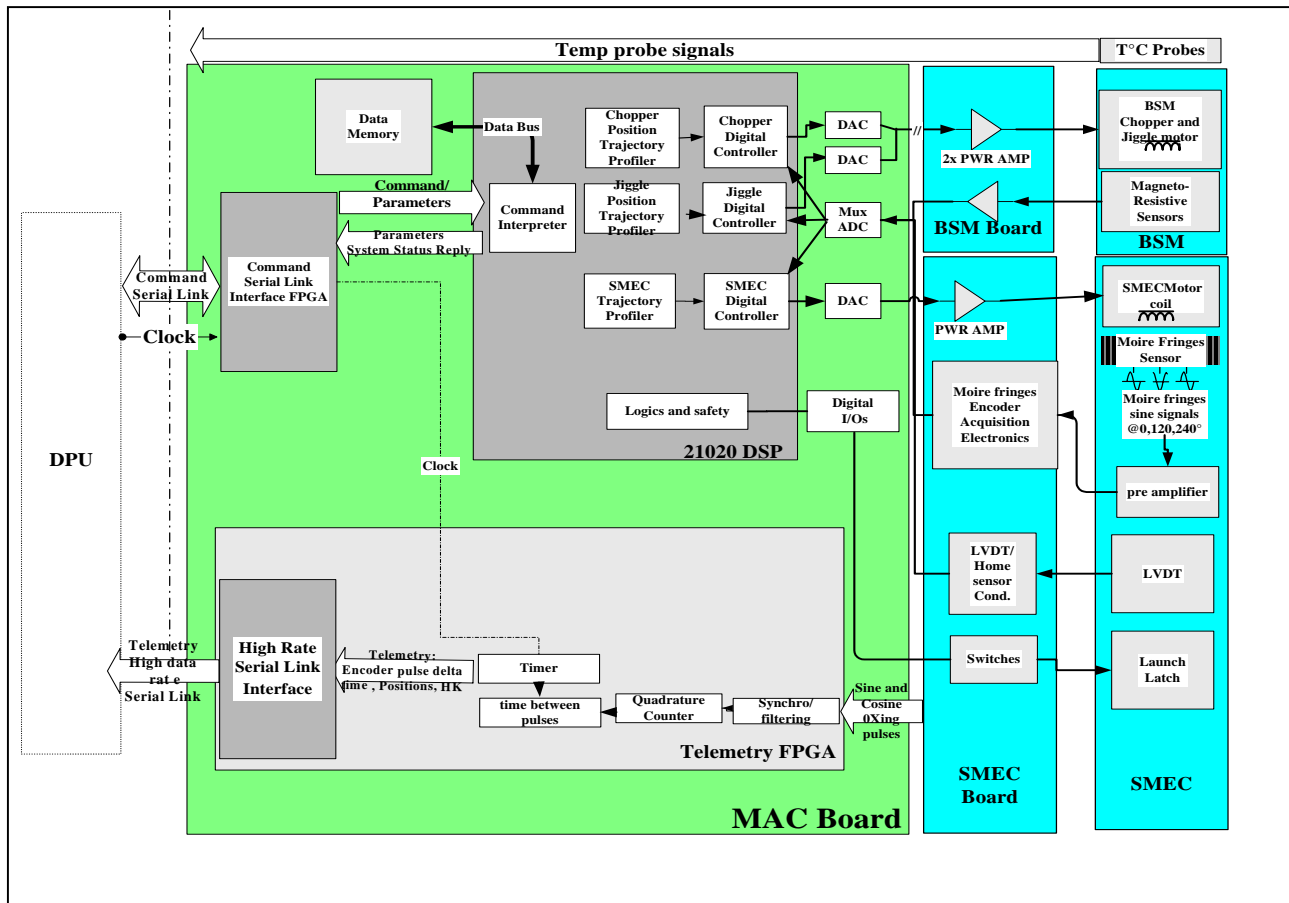 Temp probe signals
T°C Probes
Data
Memory
Data Bus
Chopper
Position
Trajectory
Profiler
Chopper
Digital
Controller
DAC
DAC
//
2x PWR AMP
BSM
Chopper and
Jiggle motor
Command/
Parameters
Command
Interpreter
Jiggle
Position
Trajectory
Profiler
Jiggle
Digital
Controller
Mux
ADC
BSM Board
Magneto-
Resistive
Sensors
BSM
Parameters
System Status Reply
Command
Serial Link
Interface FPGA
Command
Serial Link
Clock
SMEC
Trajectory
Profiler
SMEC
Digital
Controller
DAC
PWR AMP
SMECMotor
coil
Moire Fringes
Sensor
Moire fringes
sine signals
@0,120,240°
Moire fringes
Encoder
Acquisition
Electronics
Logics and safety
Digital
I/Os
21020 DSP
DPU
Clock
pre amplifier
LVDT/
Home
sensor
Cond.
LVDT
Switches
Launch
Latch
Telemetry
High data
rat e
Serial Link
High Rate
Serial Link
Interface
Telemetry:
Encoder pulse delta
time , Positions, HK
Timer
time between
pulses
Quadrature
Counter
Synchro/
filtering
Sine and
Cosine
0Xing
pulses
Telemetry FPGA
SMEC
Board
SMEC
MAC Board